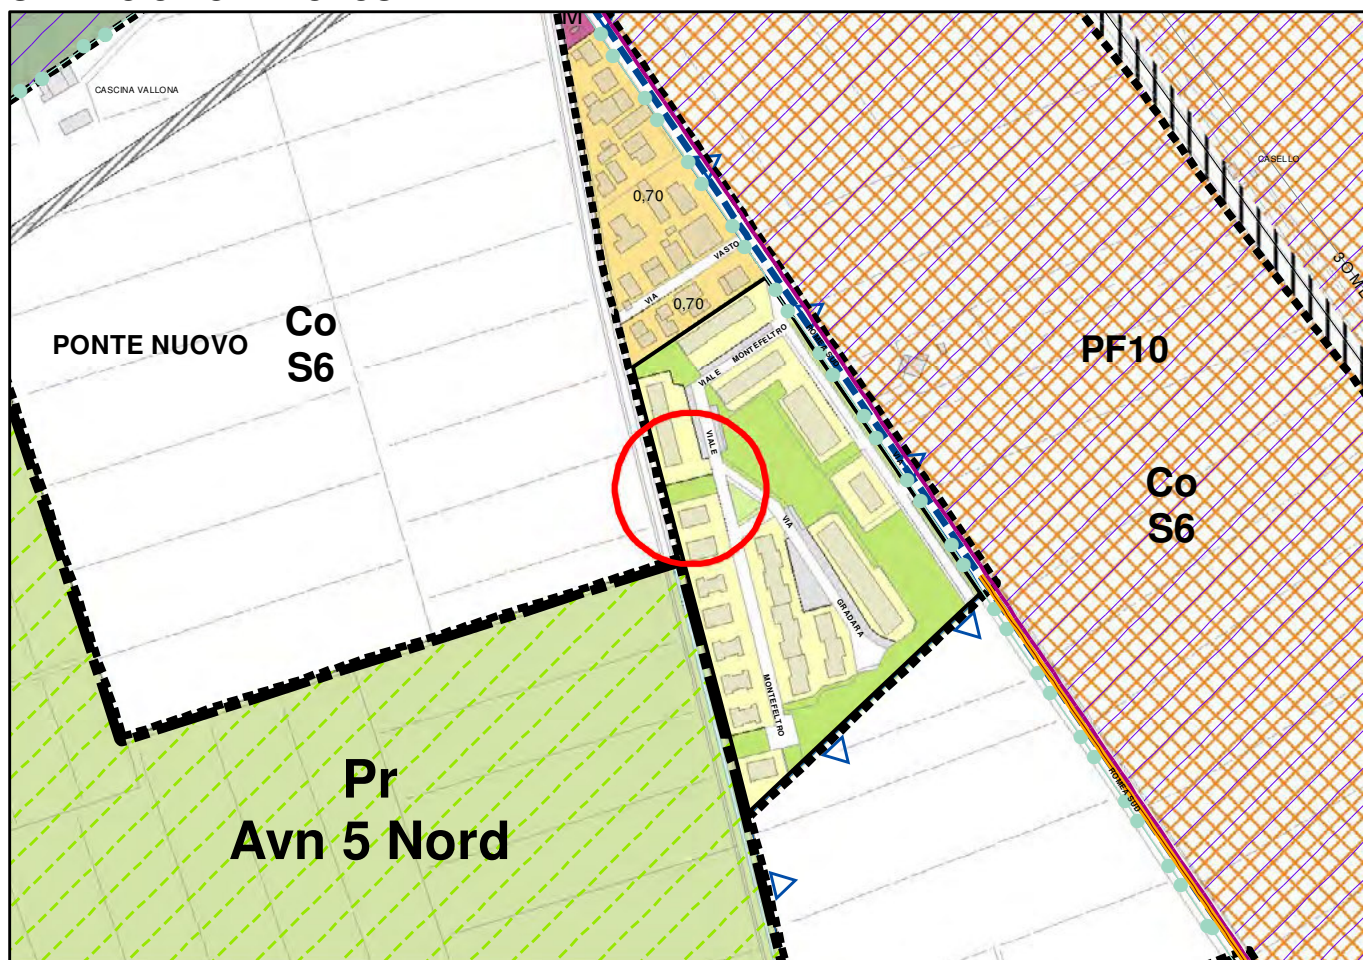 M
CASCINA VALLONA
CASELLO
0,70
VIA VASTO
0,70
PONTE NUOVO
Co
S6
VIALE MONTEFELTRO
PF10
VIALE
Co
S6
VIA
GRADARA
MONTEFELTRO
Pr
Avn 5 Nord
ROMEA SUD